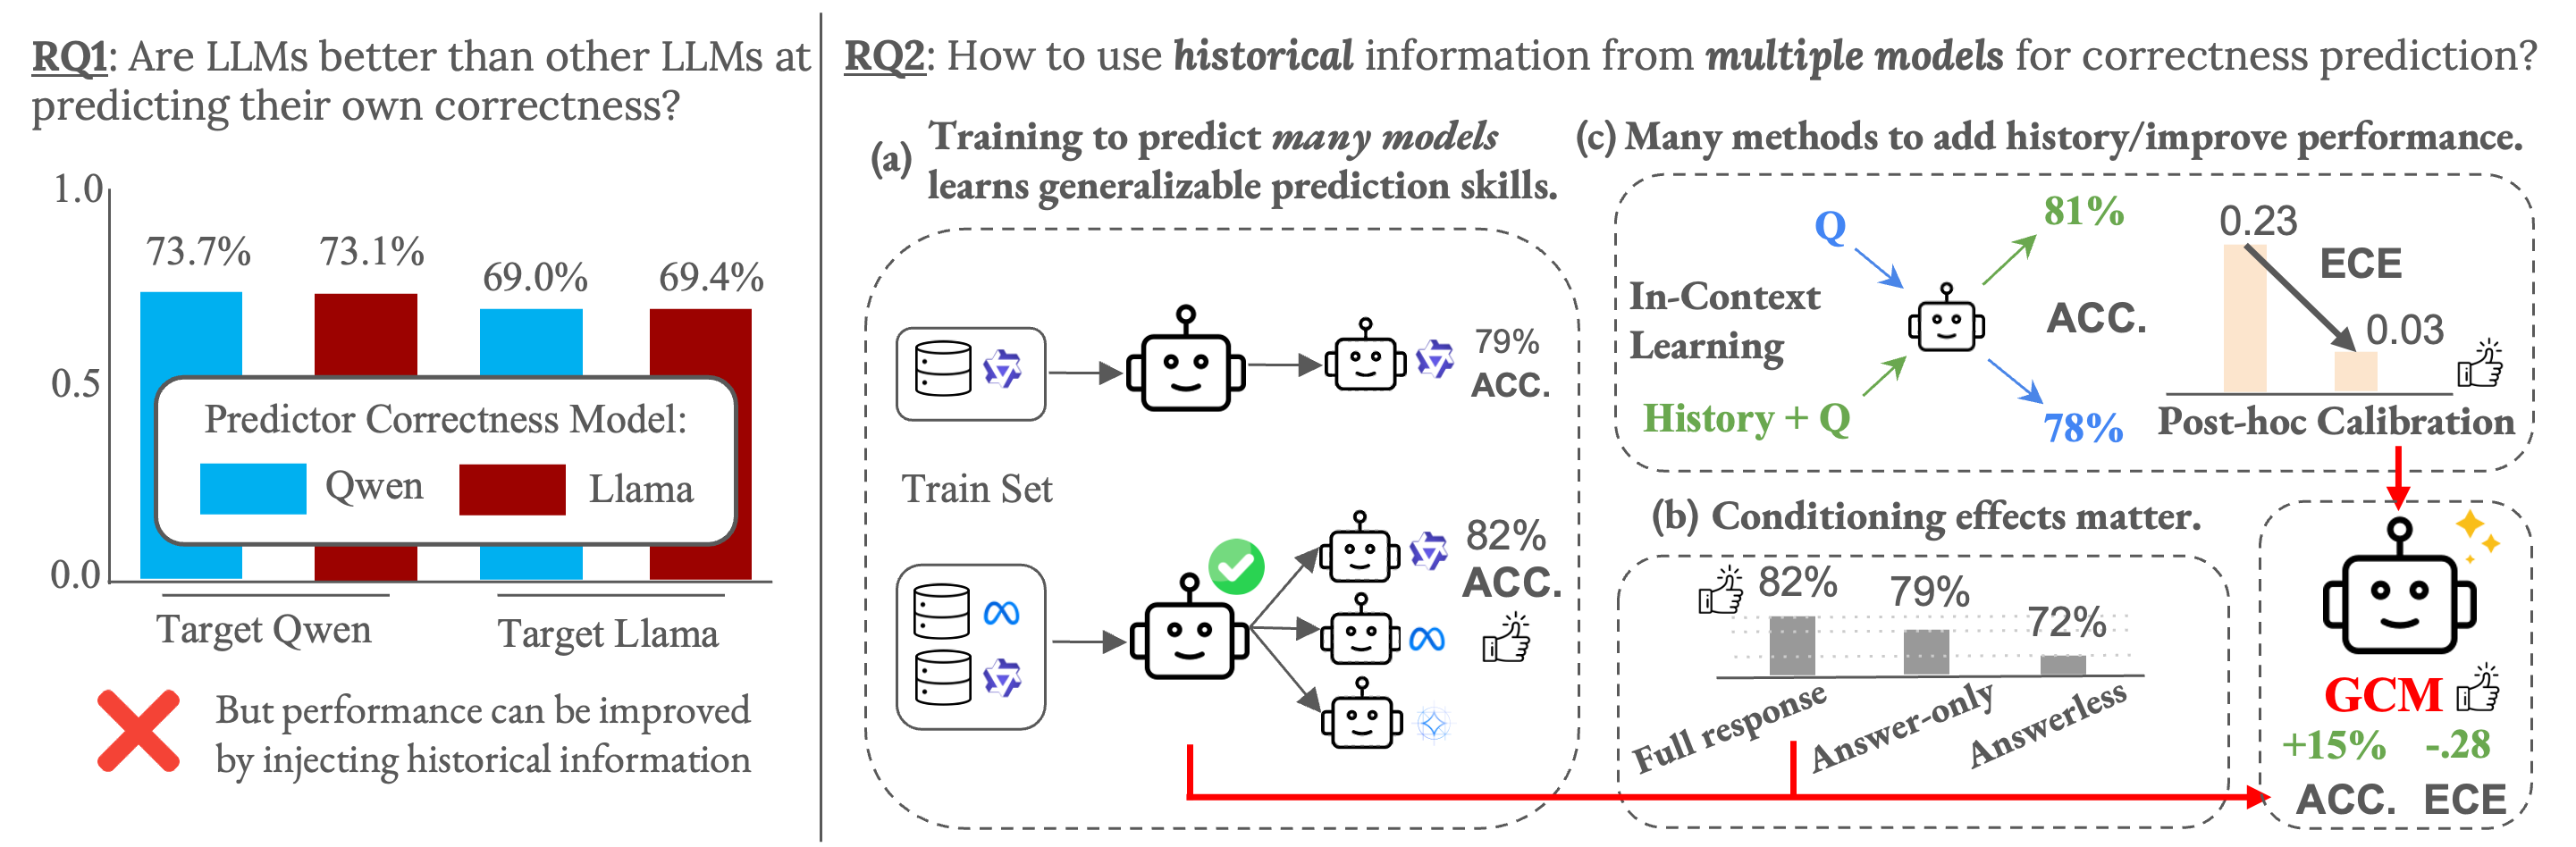 RQ1: Are LLMs better than other LLMs at
predicting their own correctness?
1.0
0.5
0.0
73.7%
73.1%
69.0%
69.4%
Predictor Correctness Model:
Qwen
Llama
Target Qwen
Target Llama
But performance can be improved
by injecting historical information
RQ2: How to use historical information from multiple models for correctness prediction?
(a) Training to predict many models
learns generalizable prediction skills.
79%
ACC.
Train Set
82%
ACC.
(c) Many methods to add history/improve performance.
In-Context
Learning
Q
History + Q
81%
ACC.
78%
0.23
ECE
0.03
Post-hoc Calibration
(b) Conditioning effects matter.
82%
79%
72%
Full response
Answer-only
Answerless
GCM
+15% -.28
ACC. ECE